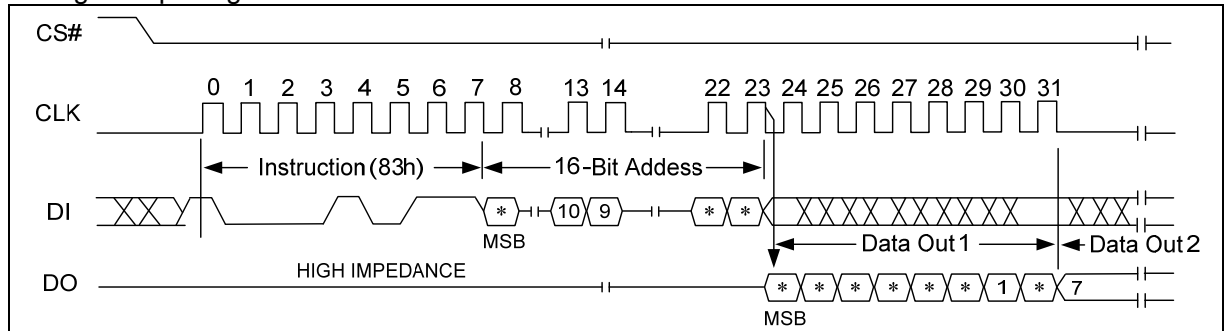 CS#
0 1 2 3 4 5 6 7 8 13 14 22 23 24 25 26 27 28 29 30 31
CLK
Instruction (83h) 16-Bit Addess
DI * 10 9 * *
MSB
Data Out 1 Data Out 2
HIGH IMPEDANCE
DO * * * * * * 1 * 7
MSB